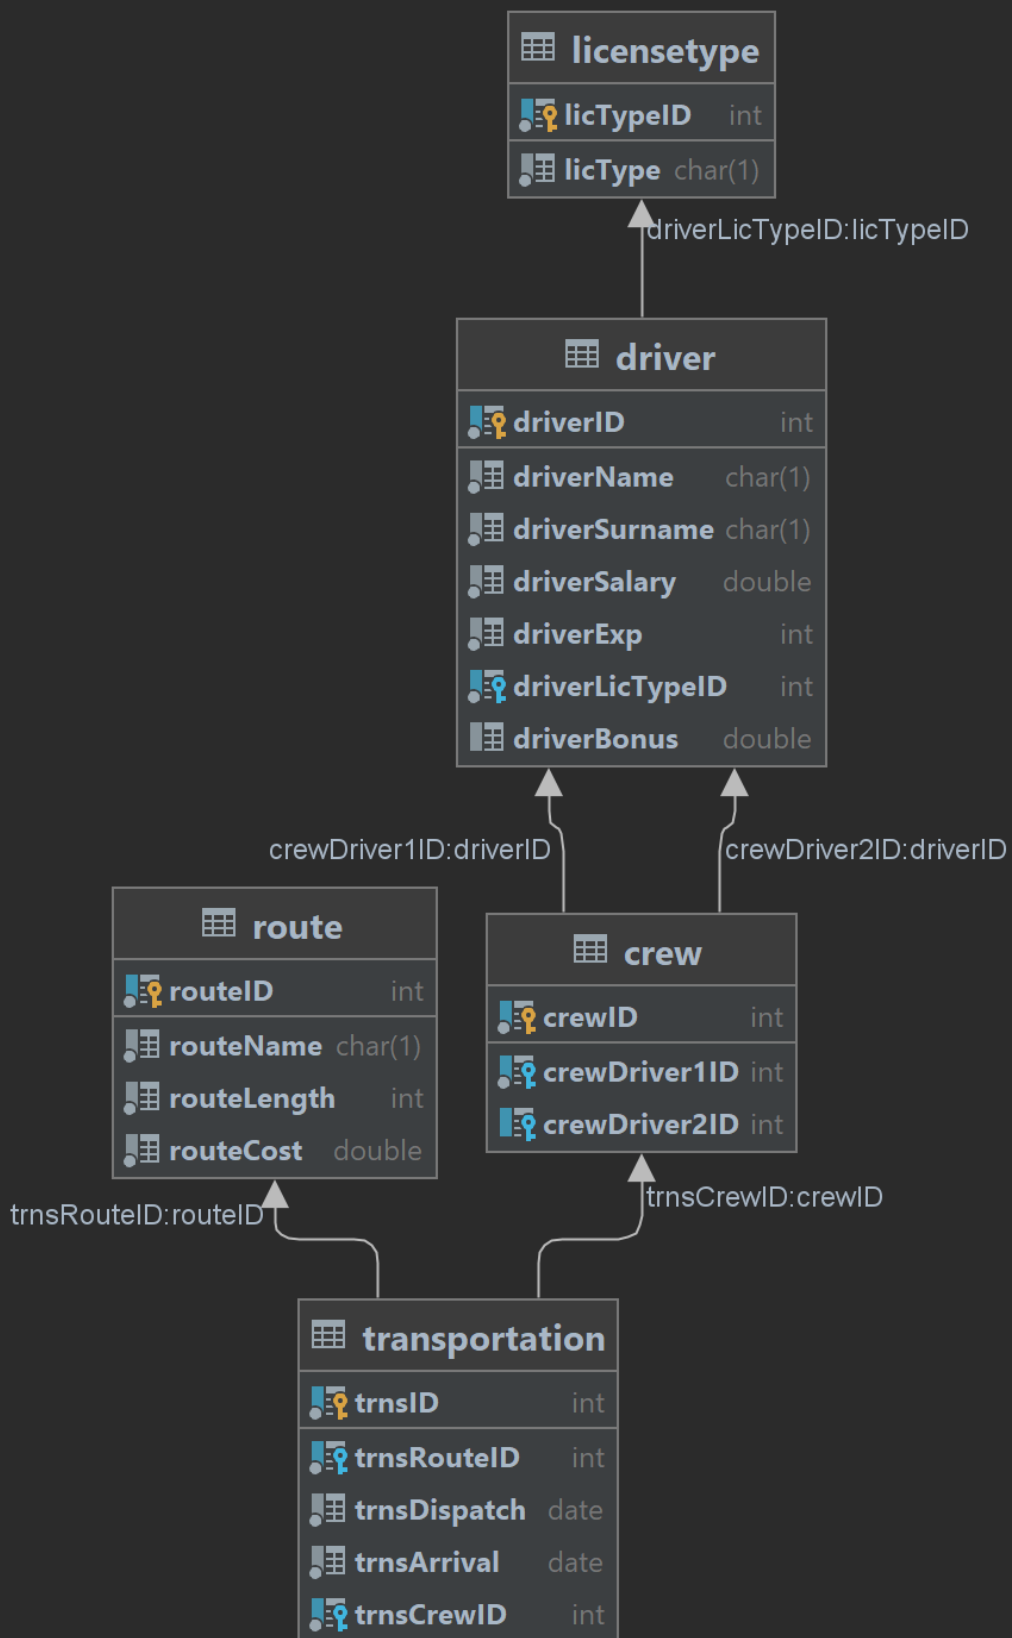 licensetype
licTypeID int
licType char(1)
driverLicTypeID:licTypeID
driver
driverID int
driverName char(1)
driverSurname char(1)
driverSalary double
driverExp int
driverLicTypeID int
driverBonus double
crewDriver1ID:driverID
crewDriver2ID:driverID
route
routeID int
routeName char(1)
routeLength int
routeCost double
crew
crewID int
crewDriver1ID int
crewDriver2ID int
trnsRouteID:routeID
trnsCrewID:crewID
transportation
trnsID int
trnsRouteID int
trnsDispatch date
trnsArrival date
trnsCrewID int